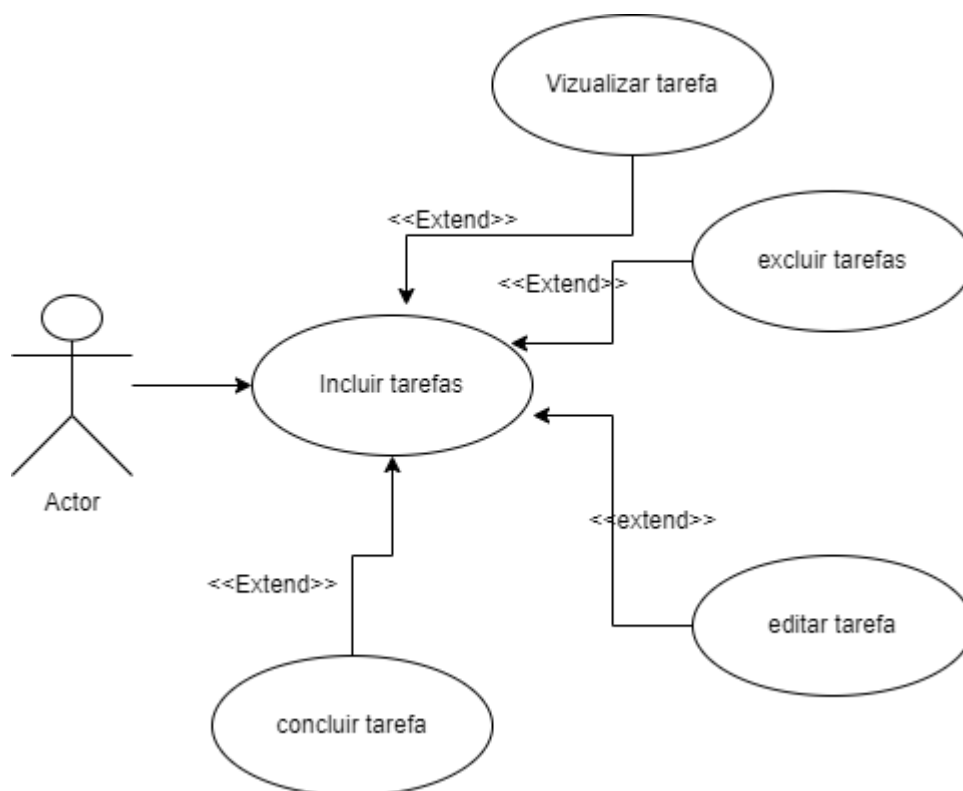 Vizualizar tarefa
<<Extend>>
excluir tarefas
<<Extend>>
Incluir tarefas
Actor
<<extend>>
<<Extend>>
editar tarefa
concluir tarefa